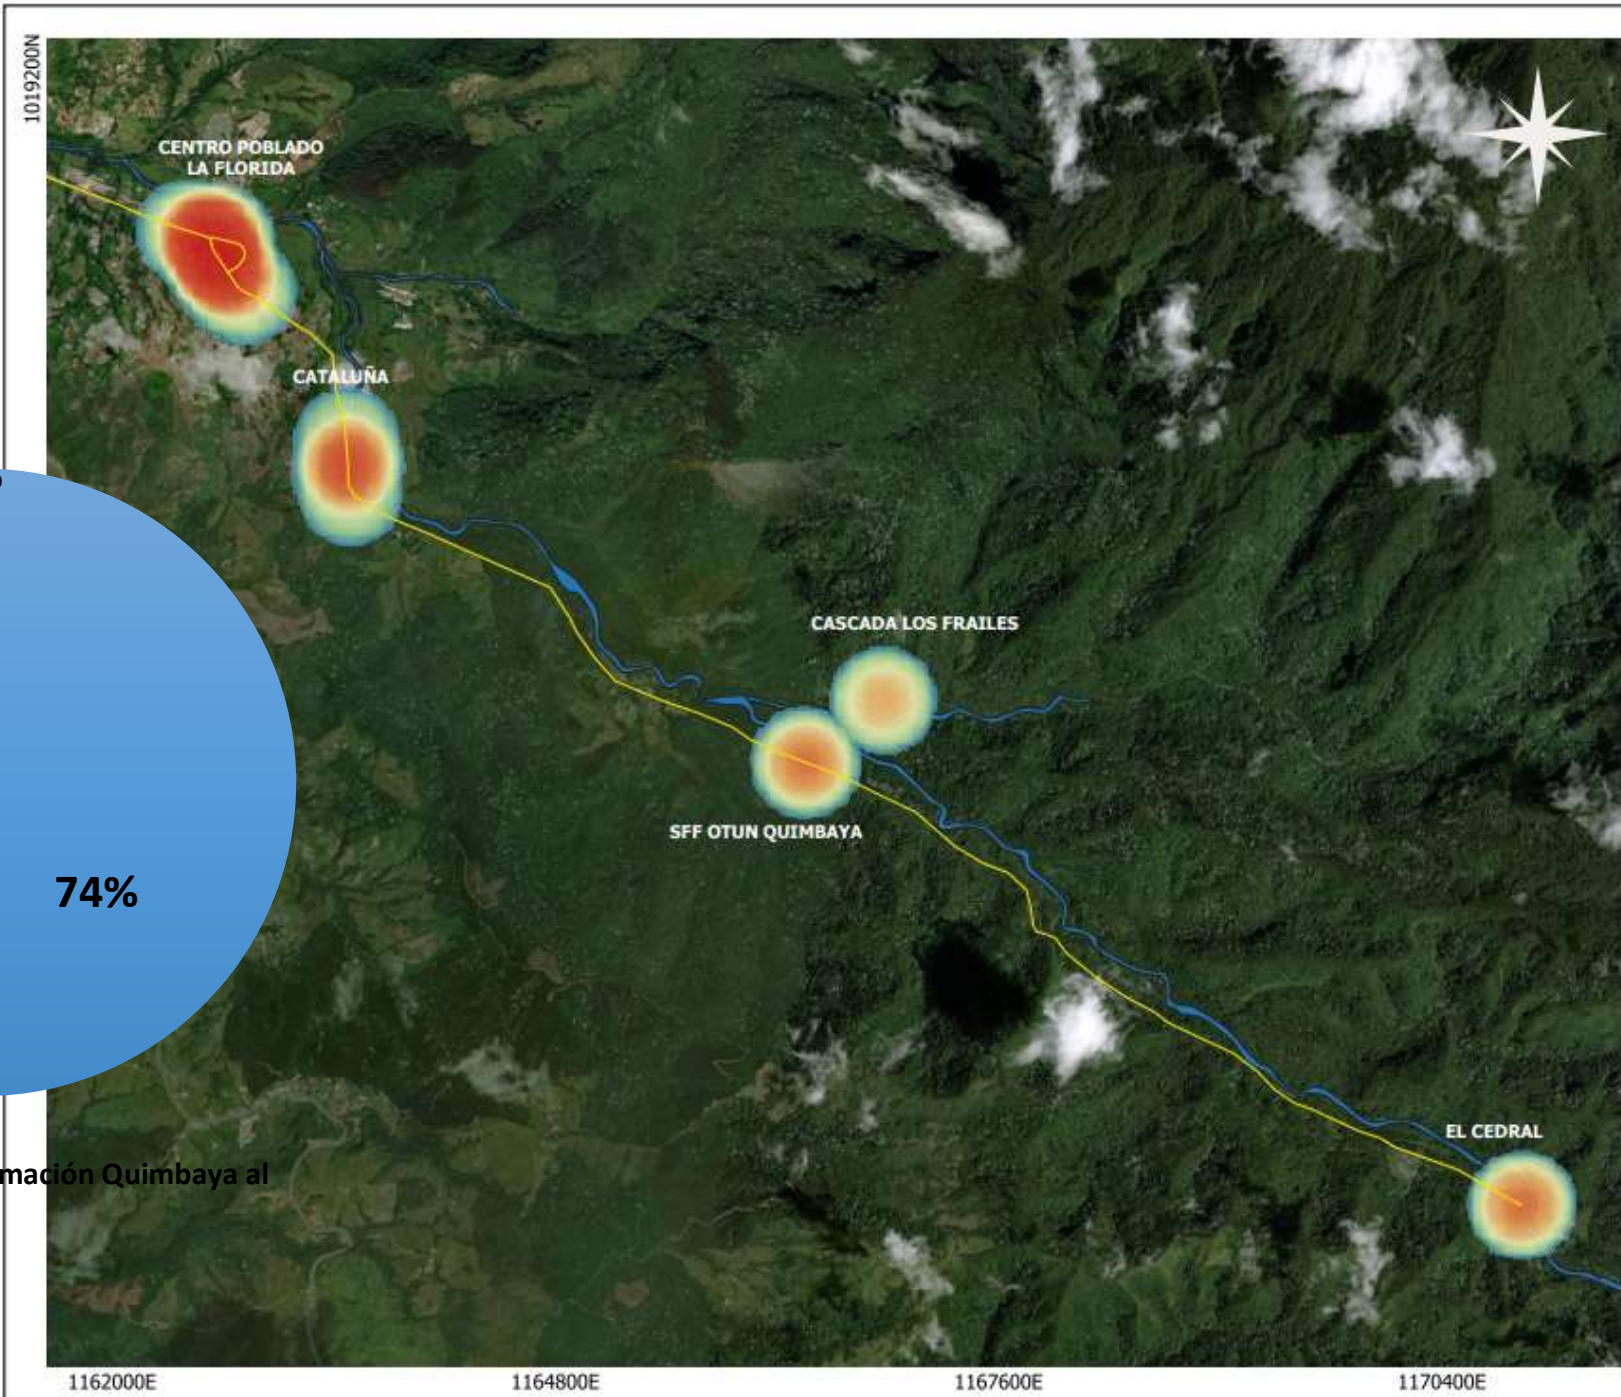 1019200N
CENTRO POBLADO
LA FLORIDA
CATALUÑA
CASCADA LOS FRAILES
SFF OTUN QUIMBAYA
74%
EL CEDRAL
mación Quimbaya al
1162000E
1164800E
1167600E
1170400E